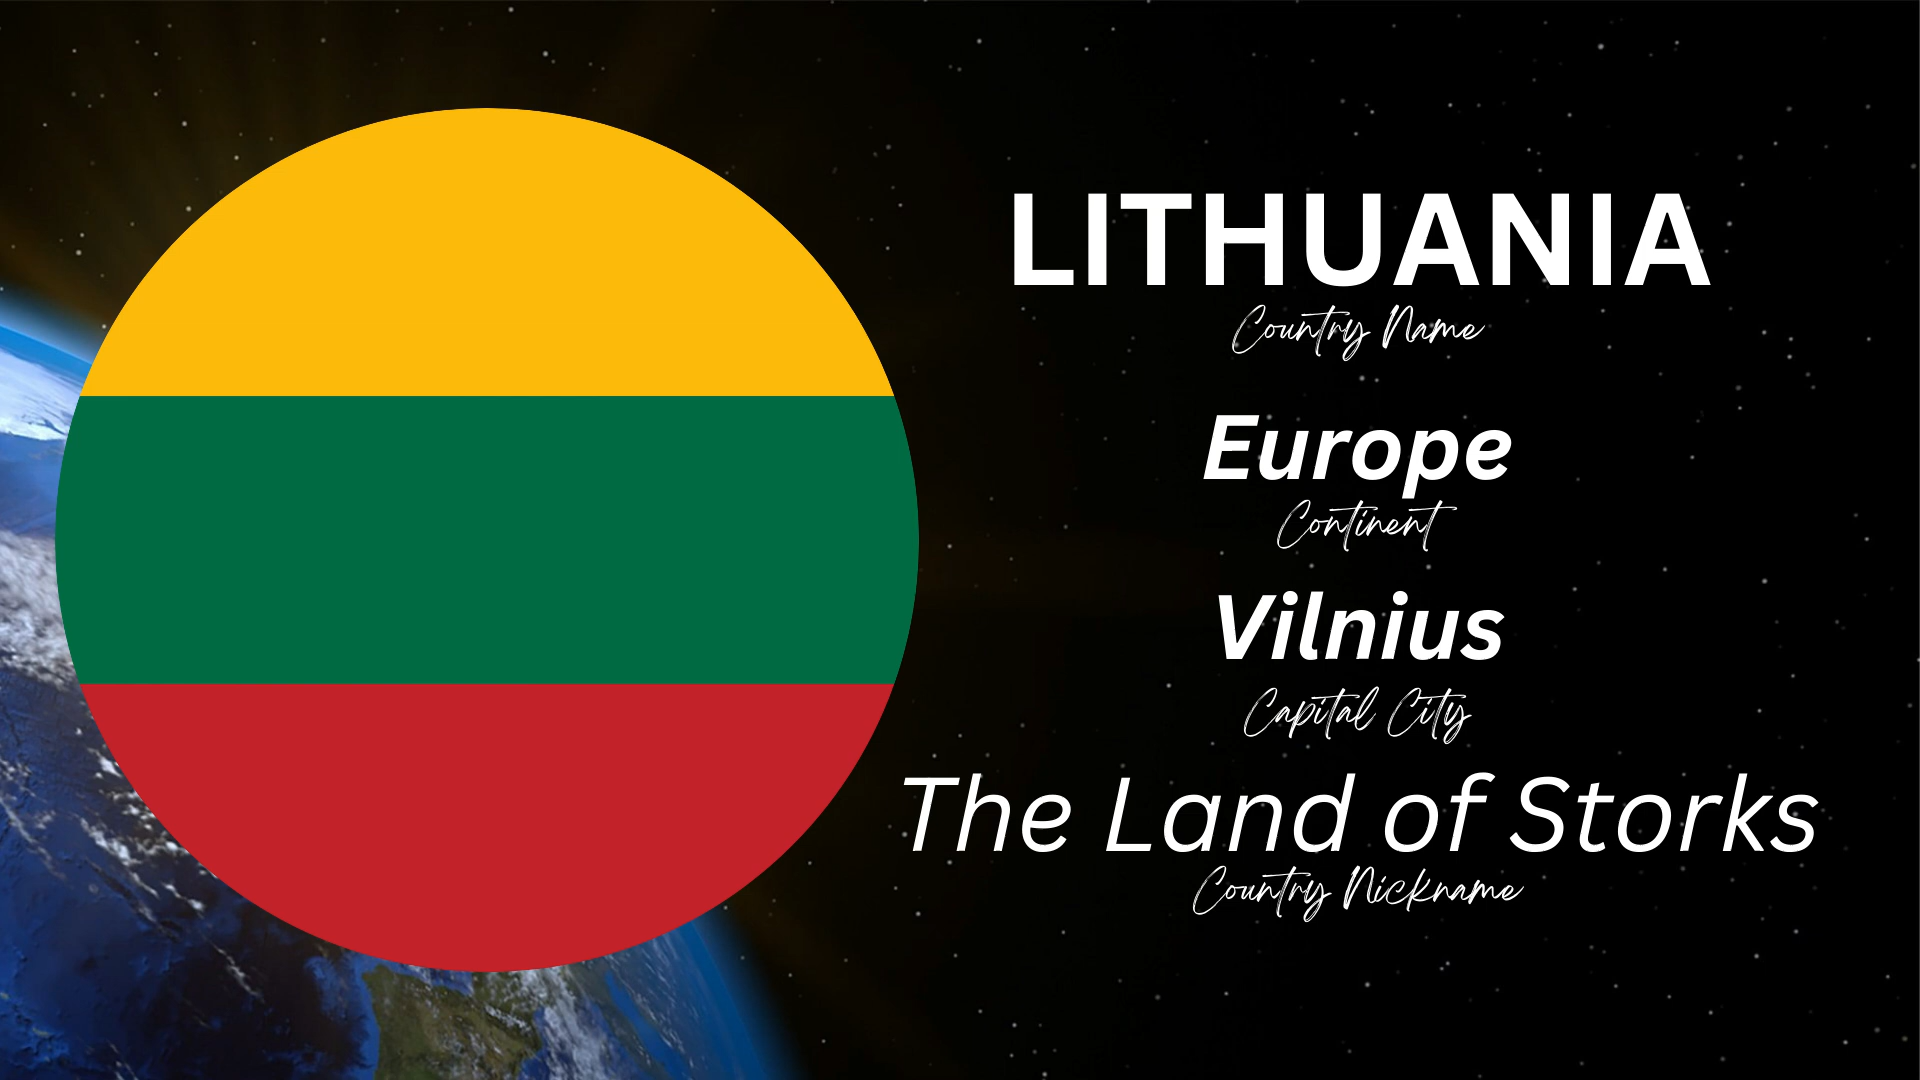 LITHUANIA
Country Name
Europe
Continent
Vilnius
Capital City
The Land of Storks
Country Nickname